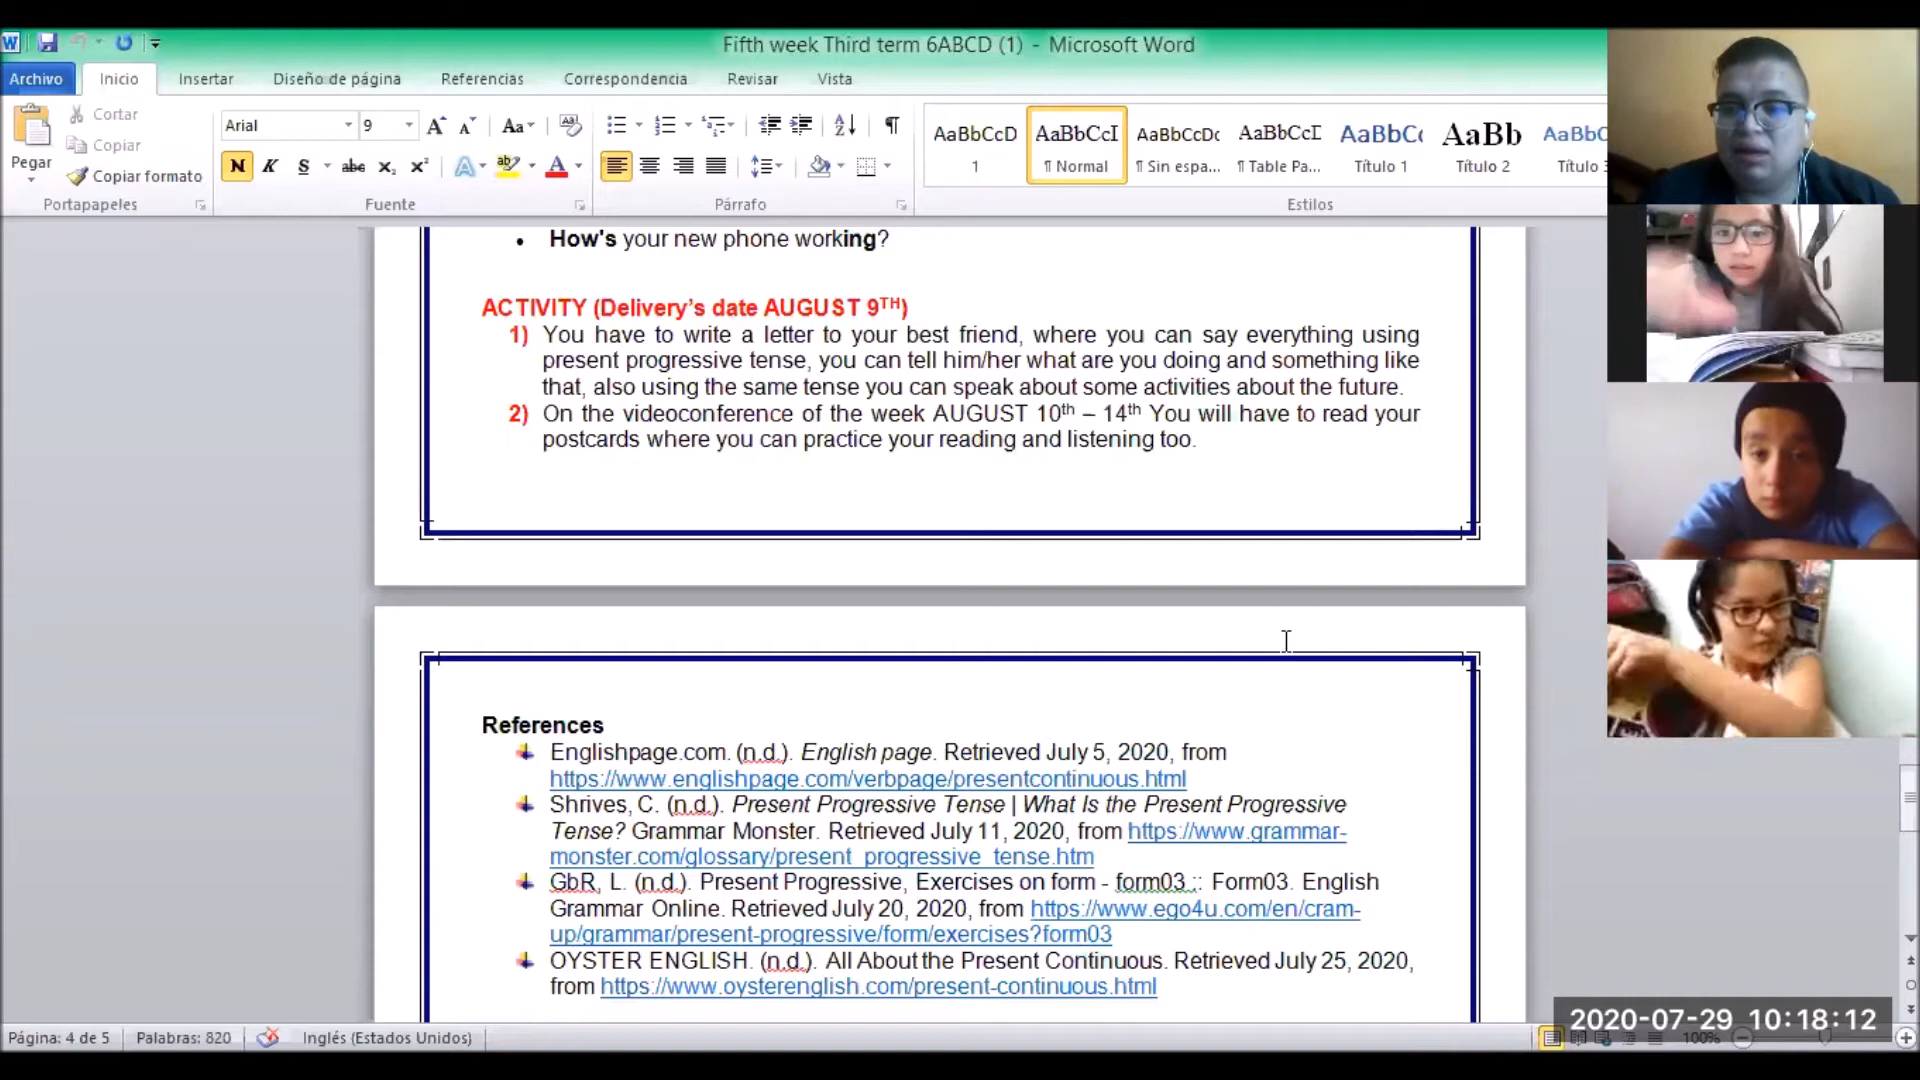 Fifth week Third term 6ABCD (1) - Microsoft Word
Archivo Inicio Insertar Diseño de página Referencias Correspondencia Revisar Vista
Pegar
Cortar
Copiar
Copiar formato
Portapapeles
Arial 9
N K S abc x₂ x²
Fuente
Párrafo
AaBbCcD AaBbCcI AaBbCcDc AaBbCcI AaBbC AaBb AaBbC
1 ¶ Normal ¶ Sin espa... ¶ Table Pa... Título 1 Título 2 Título
Estilos
• How's your new phone working?
ACTIVITY (Delivery’s date AUGUST 9TH)
1) You have to write a letter to your best friend, where you can say everything using
present progressive tense, you can tell him/her what are you doing and something like
that, also using the same tense you can speak about some activities about the future.
2) On the videoconference of the week AUGUST 10th – 14th You will have to read your
postcards where you can practice your reading and listening too.
References
Englishpage.com. (n.d.). English page. Retrieved July 5, 2020, from
https://www.englishpage.com/verbpage/presentcontinuous.html
Shrives, C. (n.d.). Present Progressive Tense | What Is the Present Progressive
Tense? Grammar Monster. Retrieved July 11, 2020, from https://www.grammar-
monster.com/glossary/present_progressive_tense.htm
GbR, L. (n.d.). Present Progressive, Exercises on form - form03 :: Form03. English
Grammar Online. Retrieved July 20, 2020, from https://www.ego4u.com/en/cram-
up/grammar/present-progressive/form/exercises?form03
OYSTER ENGLISH. (n.d.). All About the Present Continuous. Retrieved July 25, 2020,
from https://www.oysterenglish.com/present-continuous.html
2020-07-29 10:18:12
Página: 4 de 5 Palabras: 820 Inglés (Estados Unidos) 100%